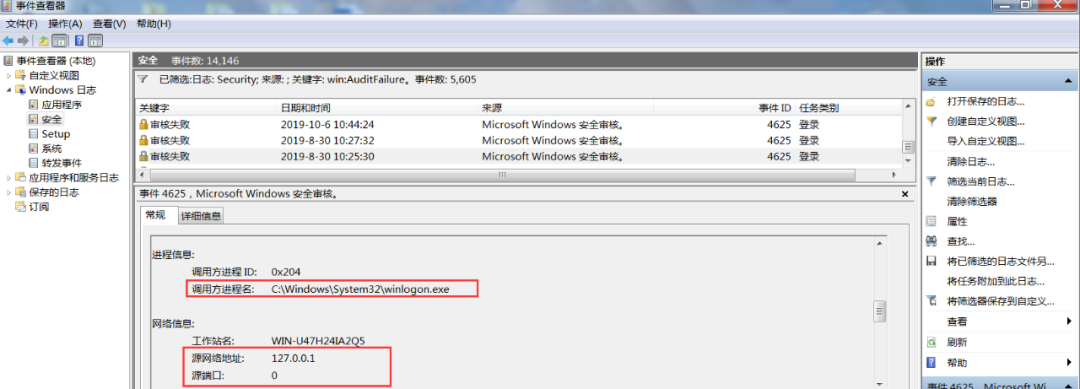 事件查看器
文件(F) 操作(A) 查看(V) 帮助(H)
事件查看器 (本地)
自定义视图
Windows 日志
应用程序
安全
Setup
系统
转发事件
应用程序和服务日志
保存的日志
订阅
安全 事件数: 14,146
已筛选:日志: Security; 来源: ; 关键字: win:AuditFailure。事件数: 5,605
关键字 日期和时间 来源 事件 ID 任务类别
审核失败 2019-10-6 10:44:24 Microsoft Windows 安全审核。 4625 登录
审核失败 2019-8-30 10:27:32 Microsoft Windows 安全审核。 4625 登录
审核失败 2019-8-30 10:25:30 Microsoft Windows 安全审核。 4625 登录
事件 4625，Microsoft Windows 安全审核。
常规 详细信息
进程信息:
调用方进程 ID: 0x204
调用方进程名: C:\Windows\System32\winlogon.exe
网络信息:
工作站名: WIN-U47H24IA2Q5
源网络地址: 127.0.0.1
源端口: 0
操作
安全
打开保存的日志...
创建自定义视图...
导入自定义视图...
清除日志...
筛选当前日志...
清除筛选器
属性
查找...
将已筛选的日志文件另...
将任务附加到此日志...
将筛选器保存到自定义...
查看
刷新
帮助
事件 4625，Microsoft Wi...